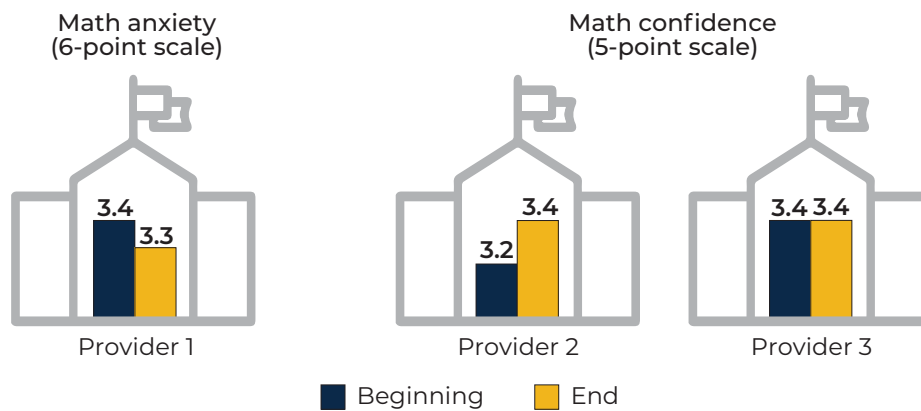 Math anxiety
(6-point scale)
Math confidence
(5-point scale)
3.4
3.3
3.2
3.4
3.4 3.4
Provider 1
Provider 2
Provider 3
Beginning
End